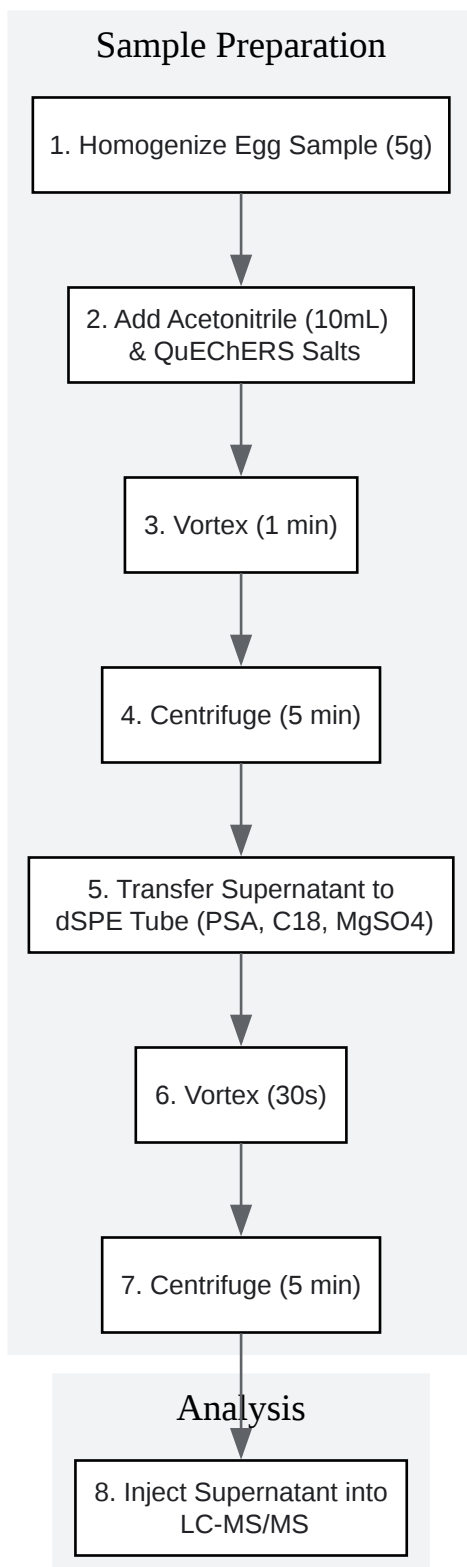 Sample Preparation
1. Homogenize Egg Sample (5g)
2. Add Acetonitrile (10mL)
& QuEChERS Salts
3. Vortex (1 min)
4. Centrifuge (5 min)
5. Transfer Supernatant to
dSPE Tube (PSA, C18, MgSO4)
6. Vortex (30s)
7. Centrifuge (5 min)
Analysis
8. Inject Supernatant into
LC-MS/MS